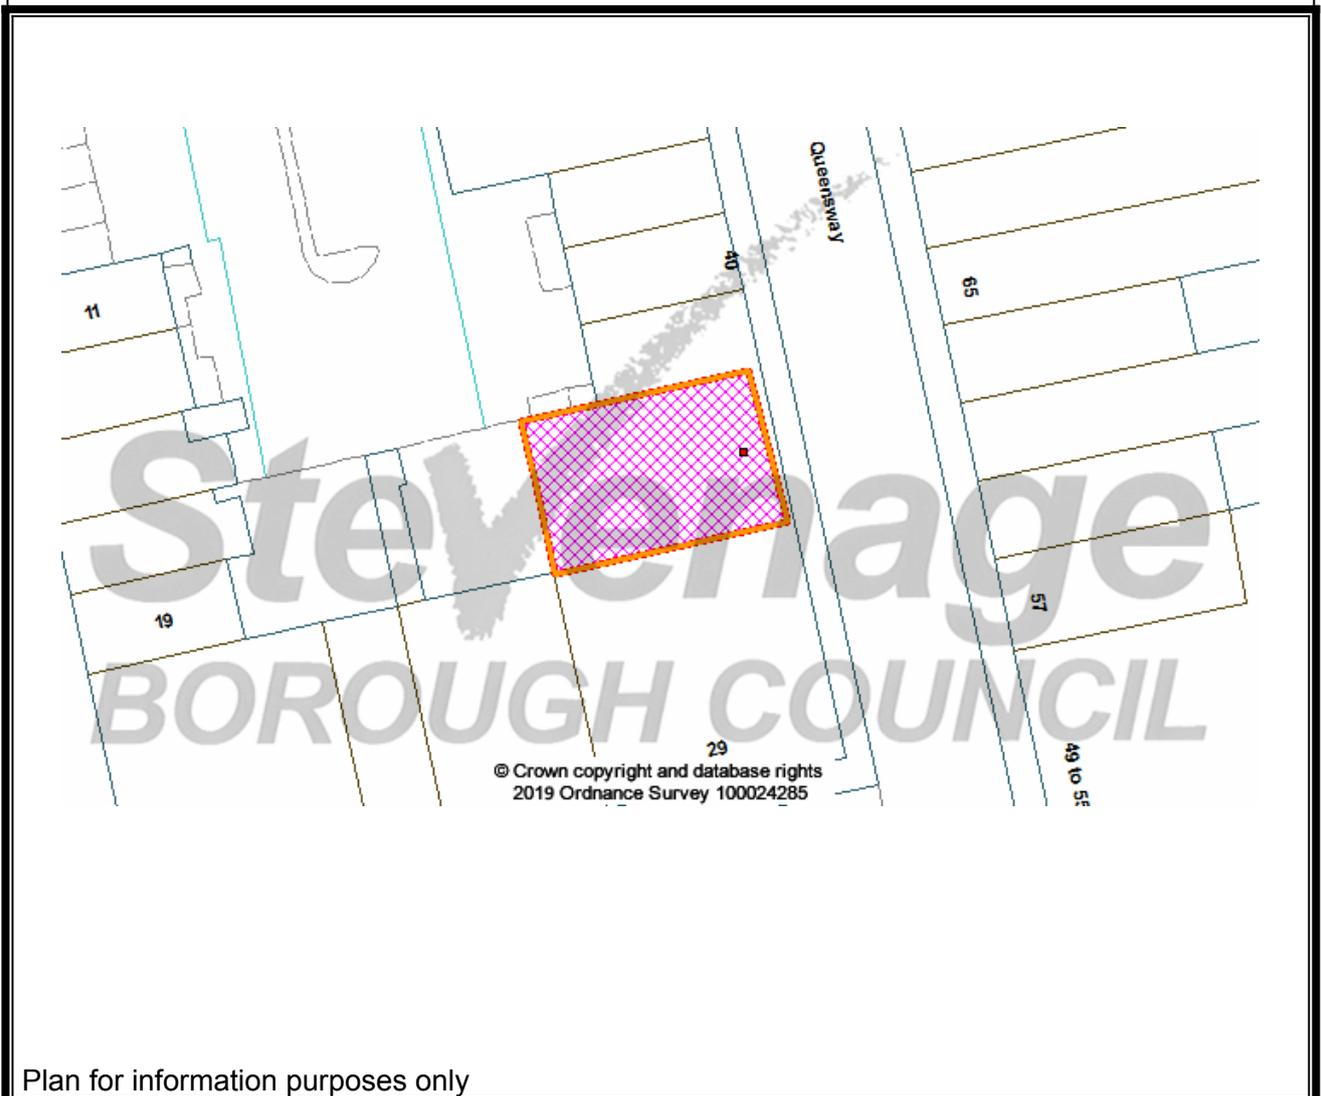 Queensway
40
65
11
Stevenage
BOROUGH COUNCIL
57
19
29
49 to 55
© Crown copyright and database rights
2019 Ordnance Survey 100024285
Plan for information purposes only